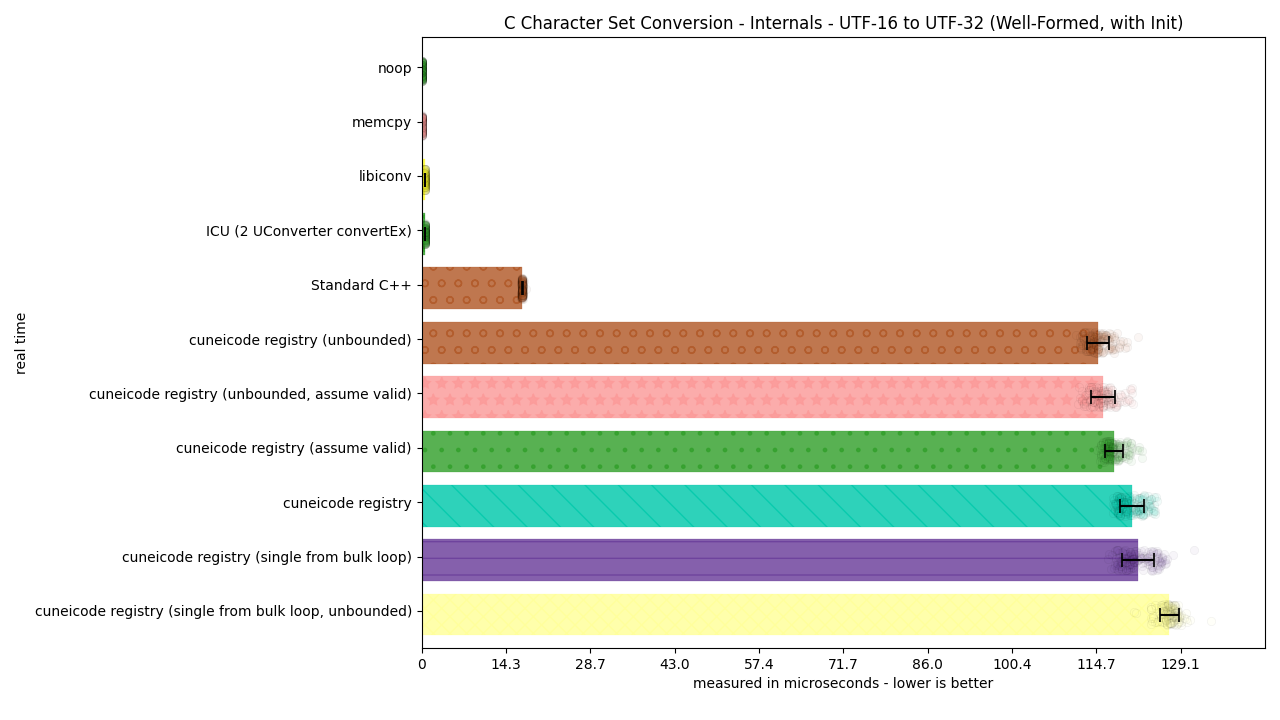 C Character Set Conversion - Internals - UTF-16 to UTF-32 (Well-Formed, with Init)
noop
memcpy
libiconv
ICU (2 UConverter convertEx)
Standard C++
real time
cuneicode registry (unbounded)
cuneicode registry (unbounded, assume valid)
cuneicode registry (assume valid)
cuneicode registry
cuneicode registry (single from bulk loop)
cuneicode registry (single from bulk loop, unbounded)
0 14.3 28.7 43.0 57.4 71.7 86.0 100.4 114.7 129.1
measured in microseconds - lower is better